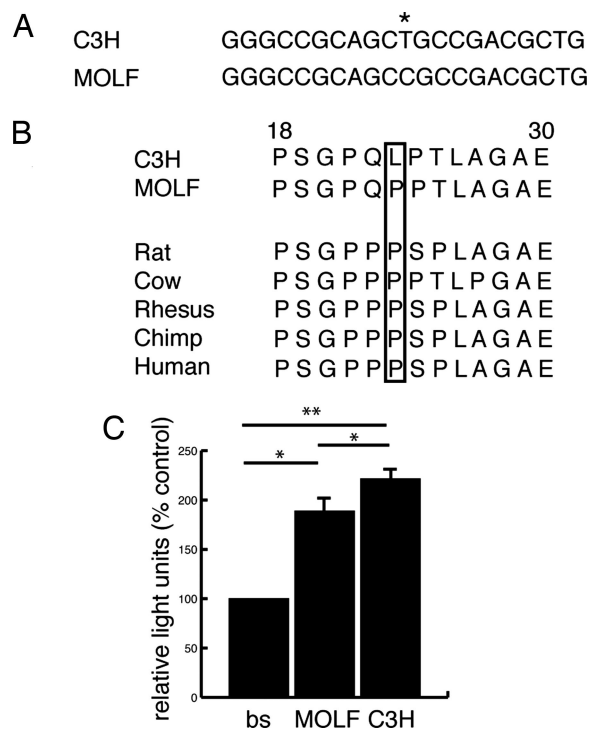 A
*
C3H GGGCCGCAGCTGCCGACGCTG
MOLF GGGCCGCAGCCGCCGACGCTG
B
18 30
C3H P S G P Q L P T L A G A E
MOLF P S G P Q P P T L A G A E
Rat P S G P P P S P L A G A E
Cow P S G P P P P T L P G A E
Rhesus P S G P P P S P L A G A E
Chimp P S G P P P S P L A G A E
Human P S G P P P S P L A G A E
C
**
* *
relative light units (% control)
250
200
150
100
50
0
bs MOLF C3H